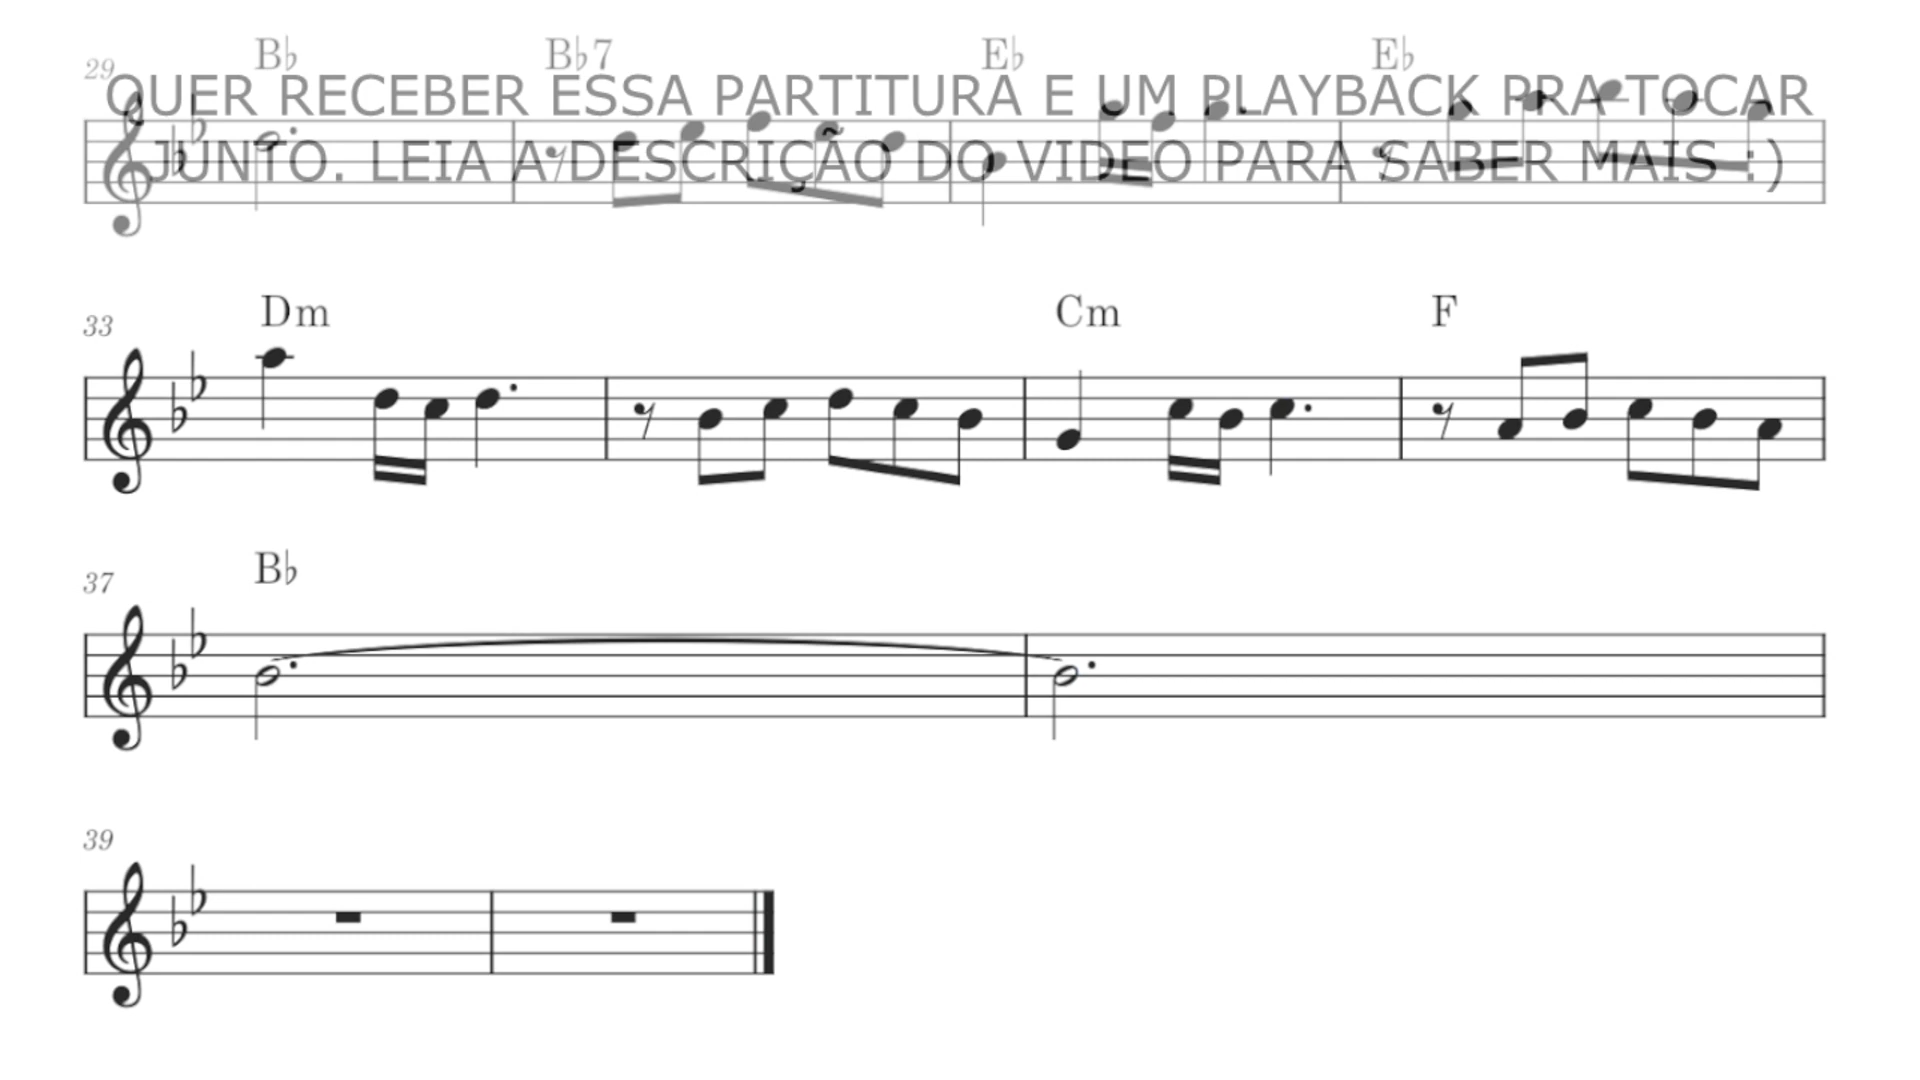 B♭ B♭7 E♭ E♭
29
QUER RECEBER ESSA PARTITURA E UM PLAYBACK PRA TOCAR
JUNTO. LEIA A DESCRIÇÃO DO VIDEO PARA SABER MAIS :)
Dm Cm F
33
B♭
37
39